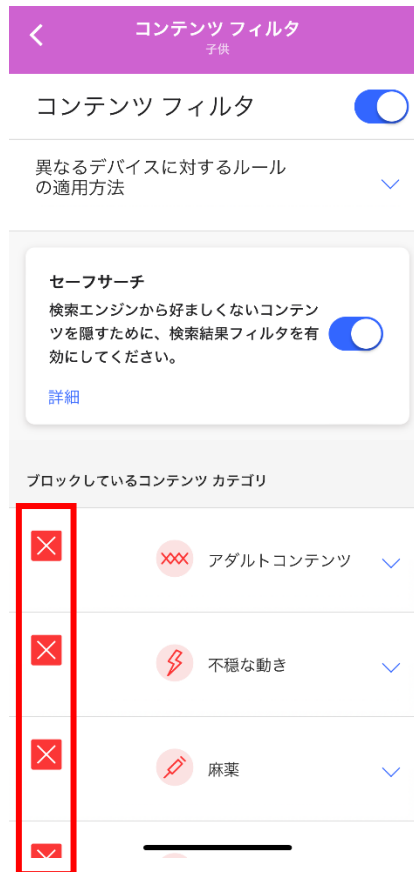 コンテンツ フィルタ
子供
コンテンツ フィルタ
異なるデバイスに対するルール
の適用方法
セーフサーチ
検索エンジンから好ましくないコンテン
ツを隠すために、検索結果フィルタを有
効にしてください。
詳細
ブロックしているコンテンツ カテゴリ
アダルトコンテンツ
不穏な動き
麻薬